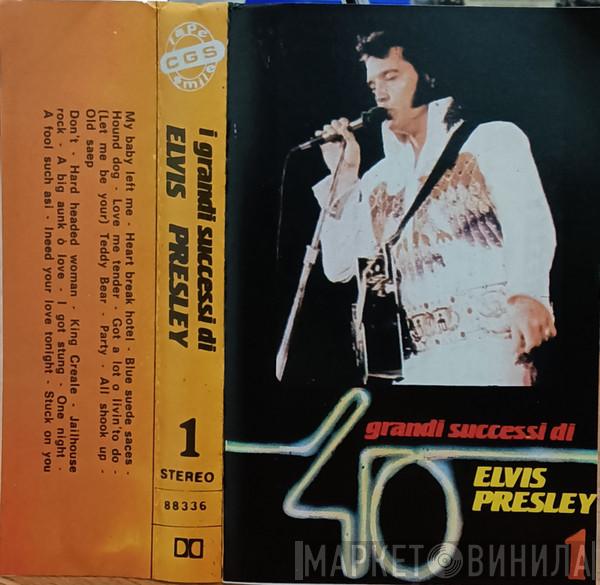 My baby left me - Heart break hotel - Blue suede saces -
Hound dog - Love me tender - Got a lot o livin'to do -
(Let me be your) Teddy Bear - Party - All shook up -
Old saep
Don't - Hard headed woman - King Creale - Jailhouse
rock - A big aunk ò love - I got stung - One night -
A fool such asi - Ineed your love tonight - Stuck on you
tape
CGS
smile
i grandi successi di
ELVIS PRESLEY
1
STEREO
88336
40
grandi successi di
ELVIS
PRESLEY
1
МАРКЕТ ВИНИЛА